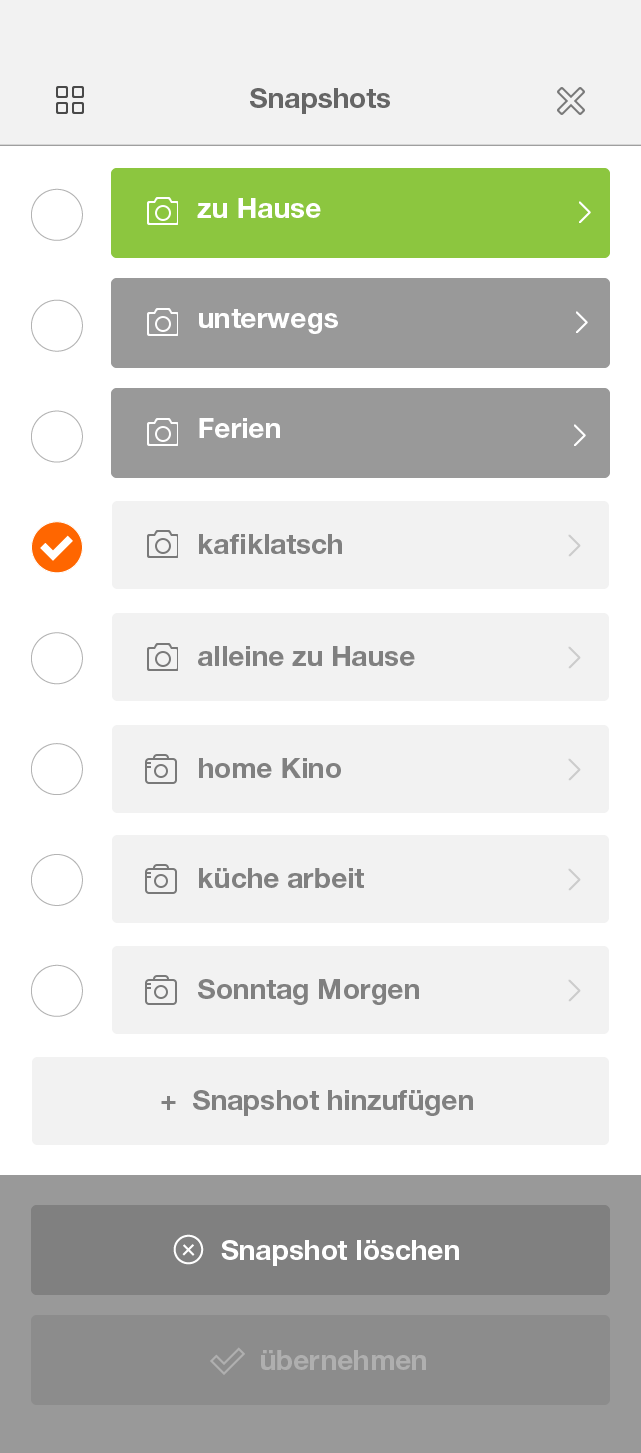 Snapshots
zu Hause
unterwegs
Ferien
kafiklatsch
alleine zu Hause
home Kino
küche arbeit
Sonntag Morgen
+ Snapshot hinzufügen
Snapshot löschen
übernehmen